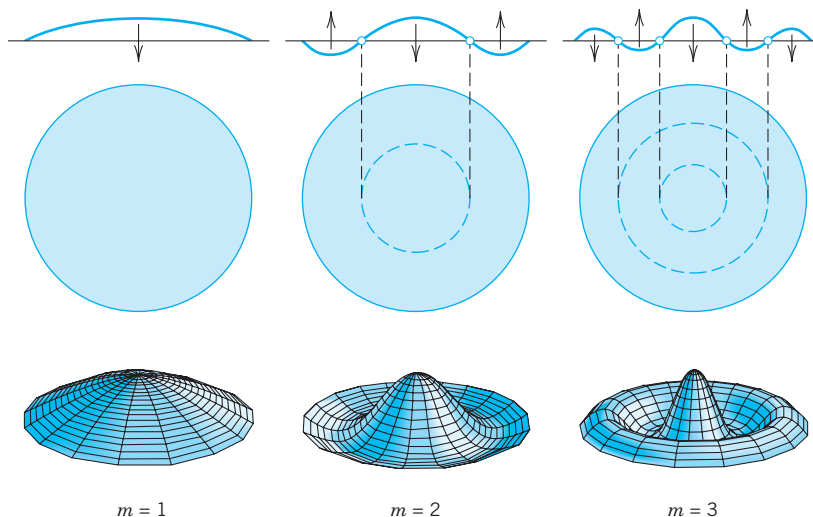 m = 1
m = 2
m = 3